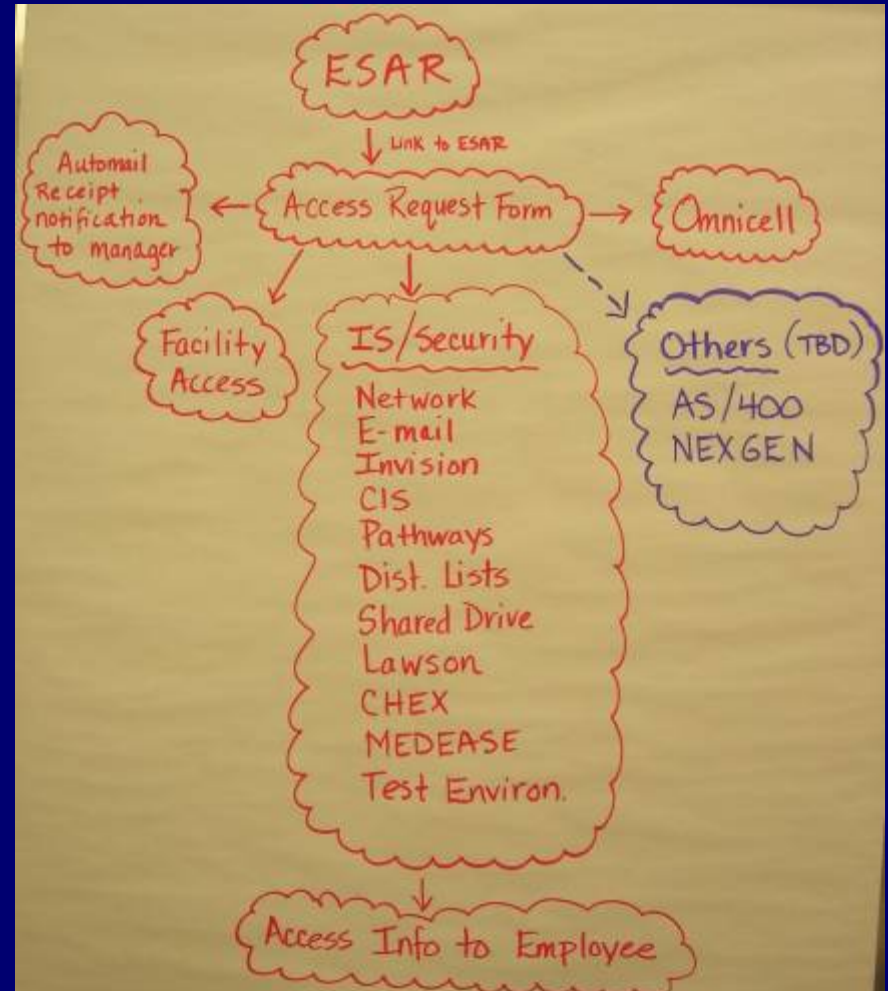 ESAR
Link to ESAR
Automail
Receipt
notification
to manager
Access Request Form
Omnicell
Facility
Access
IS/Security
Network
E-mail
Invision
CIS
Pathways
Dist. Lists
Shared Drive
Lawson
CHEX
MEDEASE
Test Environ.
Others (TBD)
AS/400
NEXGEN
Access Info to Employee